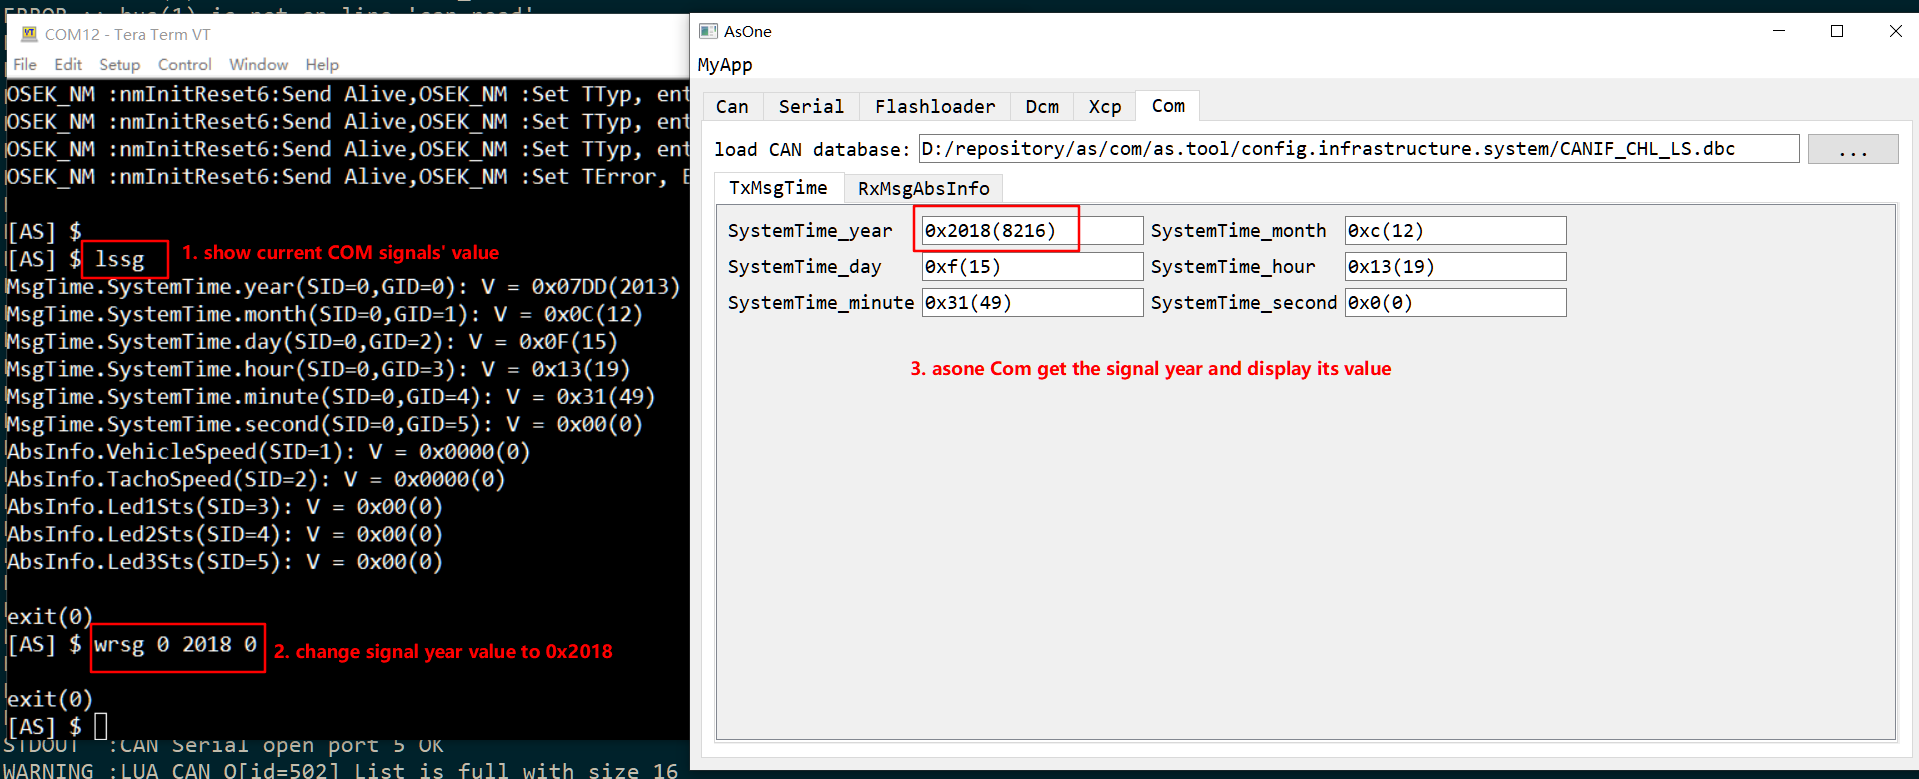 COM12 - Tera Term VT
File Edit Setup Control Window Help
OSEK_NM :nmInitReset6:Send Alive,OSEK_NM :Set TTyp, ent
OSEK_NM :nmInitReset6:Send Alive,OSEK_NM :Set TTyp, ent
OSEK_NM :nmInitReset6:Send Alive,OSEK_NM :Set TTyp, ent
OSEK_NM :nmInitReset6:Send Alive,OSEK_NM :Set TError, E
[AS] $
[AS] $ lssg
1. show current COM signals' value
MsgTime.SystemTime.year(SID=0,GID=0): V = 0x07DD(2013)
MsgTime.SystemTime.month(SID=0,GID=1): V = 0x0C(12)
MsgTime.SystemTime.day(SID=0,GID=2): V = 0x0F(15)
MsgTime.SystemTime.hour(SID=0,GID=3): V = 0x13(19)
MsgTime.SystemTime.minute(SID=0,GID=4): V = 0x31(49)
MsgTime.SystemTime.second(SID=0,GID=5): V = 0x00(0)
AbsInfo.VehicleSpeed(SID=1): V = 0x0000(0)
AbsInfo.TachoSpeed(SID=2): V = 0x0000(0)
AbsInfo.Led1Sts(SID=3): V = 0x00(0)
AbsInfo.Led2Sts(SID=4): V = 0x00(0)
AbsInfo.Led3Sts(SID=5): V = 0x00(0)
exit(0)
[AS] $ wrsg 0 2018 0
2. change signal year value to 0x2018
exit(0)
[AS] $
STDOUT :CAN Serial open port 5 OK
WARNING :LUA CAN Q[id=502] List is full with size 16
AsOne
MyApp
Can Serial Flashloader Dcm Xcp Com
load CAN database: D:/repository/as/com/as.tool/config.infrastructure.system/CANIF_CHL_LS.dbc ...
TxMsgTime RxMsgAbsInfo
SystemTime_year 0x2018(8216) SystemTime_month 0xc(12)
SystemTime_day 0xf(15) SystemTime_hour 0x13(19)
SystemTime_minute 0x31(49) SystemTime_second 0x0(0)
3. asone Com get the signal year and display its value